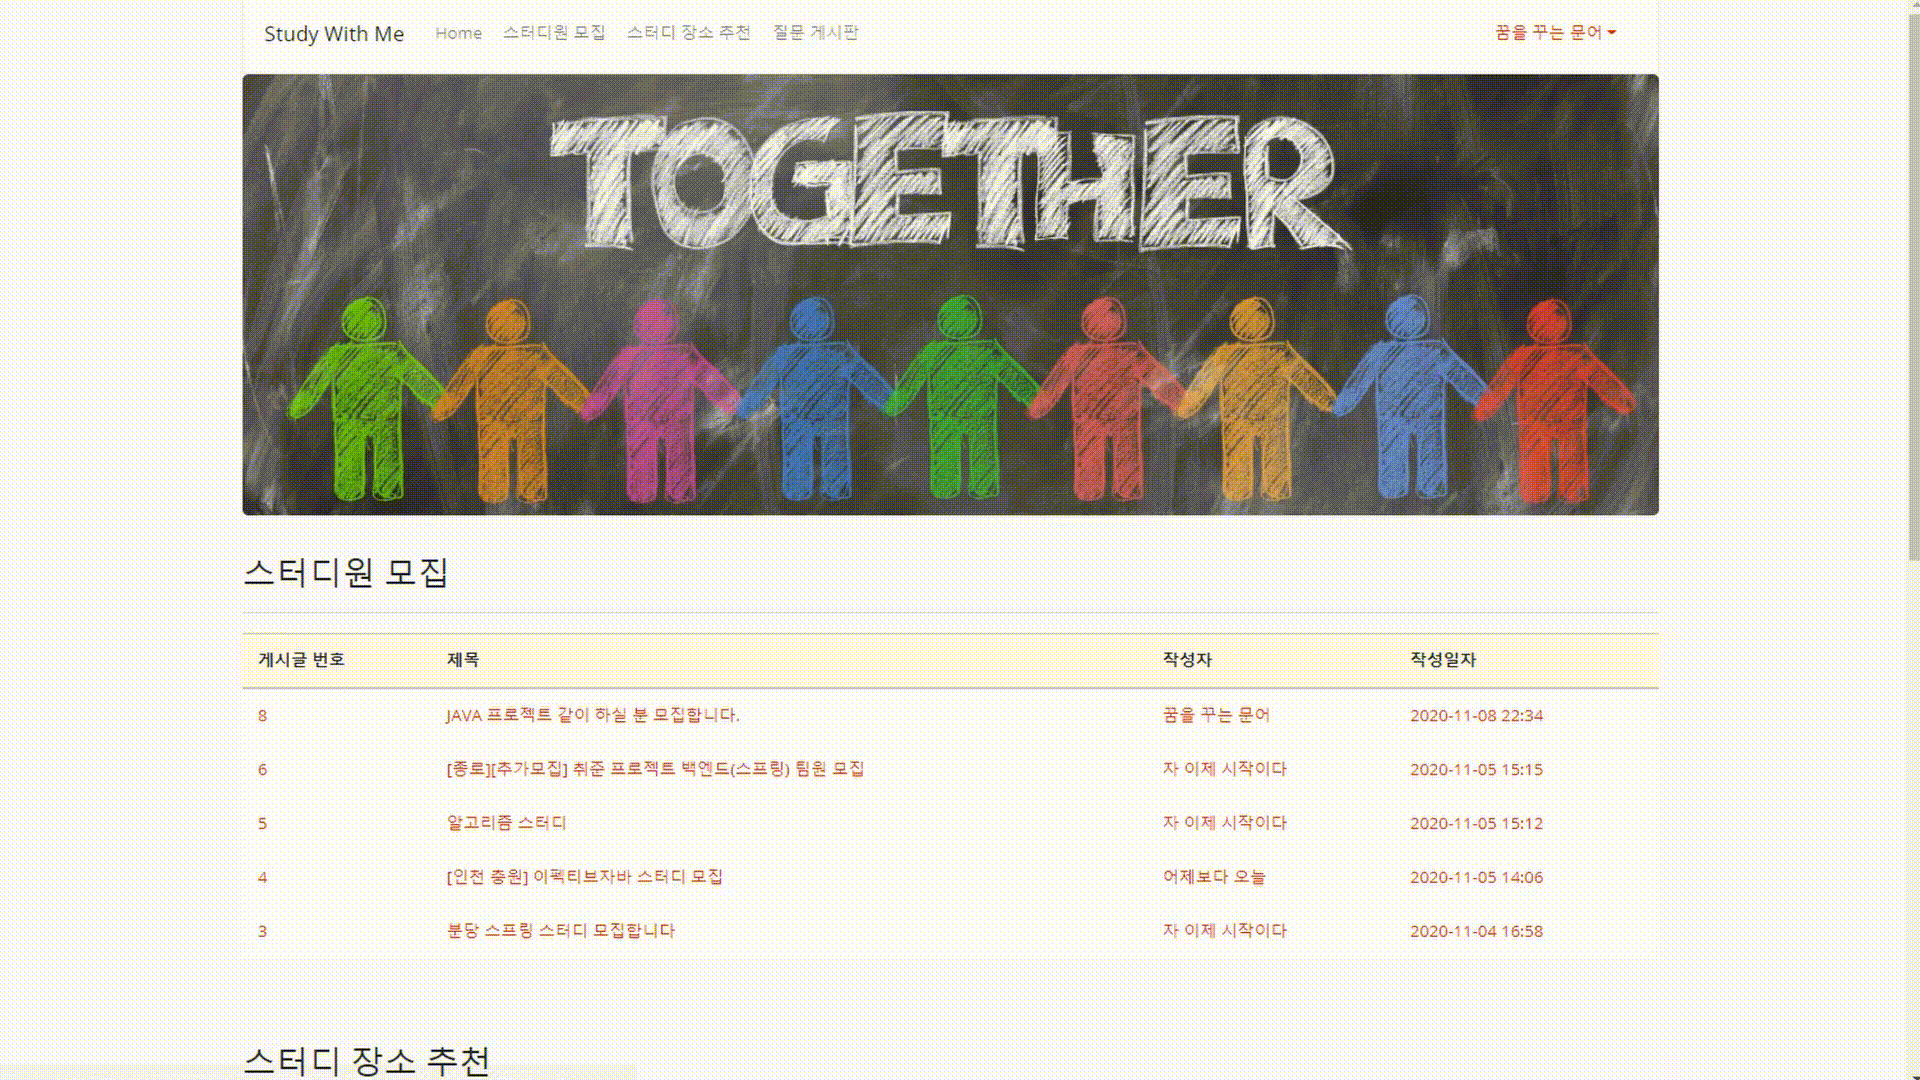 Study With Me Home 스터디원 모집 스터디 장소 추천 질문 게시판 꿈을 꾸는 문어
TOGETHER
스터디원 모집
게시글 번호 제목 작성자 작성일자
8 JAVA 프로젝트 같이 하실 분 모집합니다. 꿈을 꾸는 문어 2020-11-08 22:34
6 [종로][추가모집] 취준 프로젝트 백엔드(스프링) 팀원 모집 자 이제 시작이다 2020-11-05 15:15
5 알고리즘 스터디 자 이제 시작이다 2020-11-05 15:12
4 [인천 충원] 이펙티브자바 스터디 모집 어제보다 오늘 2020-11-05 14:06
3 분당 스프링 스터디 모집합니다 자 이제 시작이다 2020-11-04 16:58
스터디 장소 추천